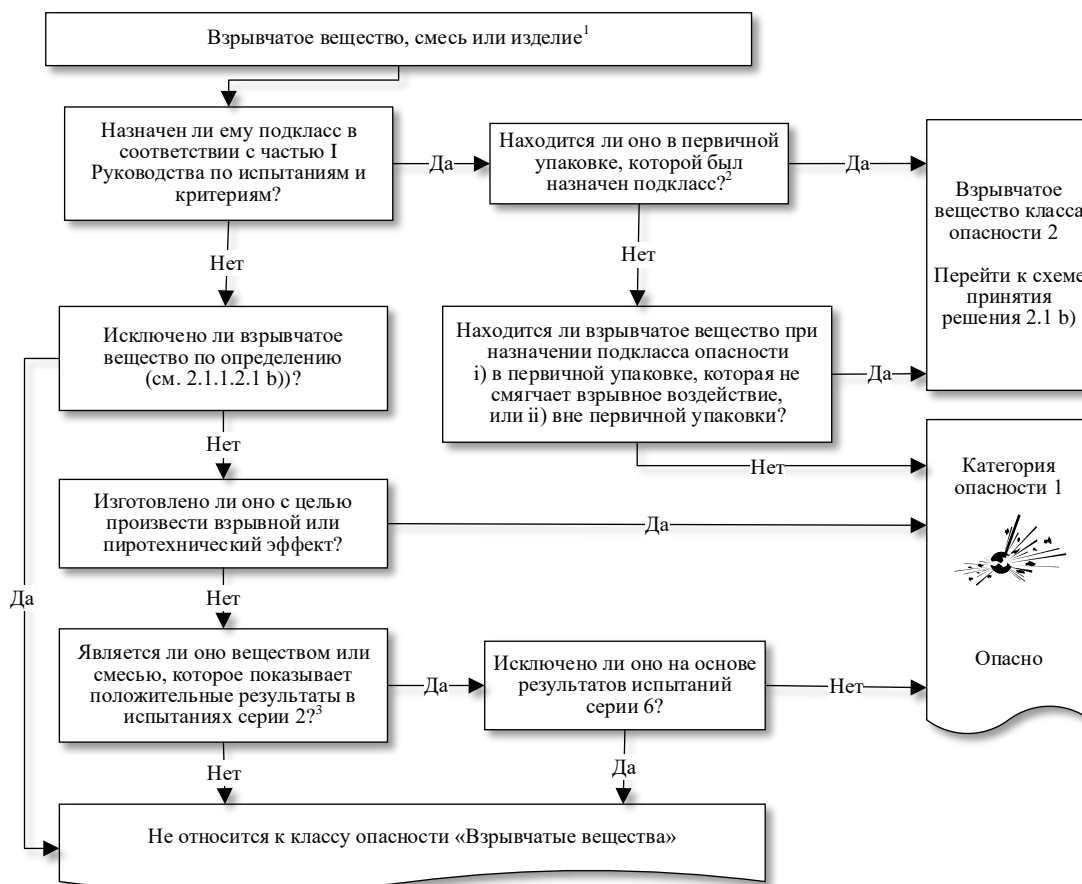 Взрывчатое вещество, смесь или изделие¹
Назначен ли ему подкласс в
соответствии с частью I
Руководства по испытаниям и
критериям?
Да
Находится ли оно в первичной
упаковке, которой был
назначен подкласс?²
Да
Взрывчатое
вещество класса
опасности 2
Перейти к схеме
принятия
решения 2.1 b)
Нет
Нет
Исключено ли взрывчатое
вещество по определению
(см. 2.1.1.2.1 b))?
Находится ли взрывчатое вещество при
назначении подкласса опасности
i) в первичной упаковке, которая не
смягчает взрывное воздействие,
или ii) вне первичной упаковки?
Да
Нет
Нет
Категория
опасности 1
Опасно
Изготовлено ли оно с целью
произвести взрывной или
пиротехнический эффект?
Да
Да
Нет
Является ли оно веществом или
смесью, которое показывает
положительные результаты в
испытаниях серии 2?³
Да
Исключено ли оно на основе
результатов испытаний
серии 6?
Нет
Нет
Да
Не относится к классу опасности «Взрывчатые вещества»